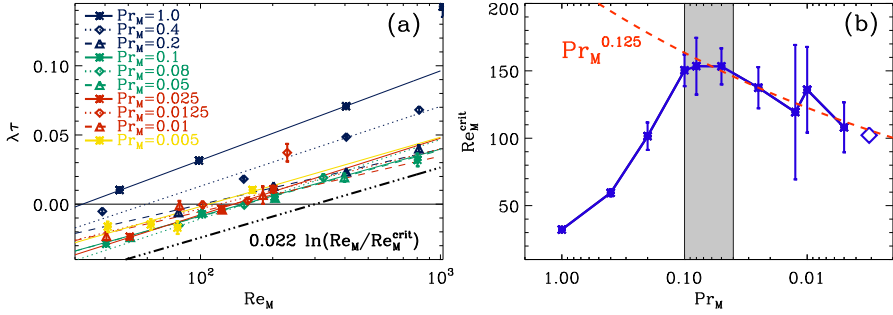 (a)
Pr_M=1.0
Pr_M=0.4
Pr_M=0.2
Pr_M=0.1
Pr_M=0.08
Pr_M=0.05
Pr_M=0.025
Pr_M=0.0125
Pr_M=0.01
Pr_M=0.005
0.10
0.05
0.00
λτ
0.022 ln(Re_M/Re_M^crit)
10^2
10^3
Re_M
(b)
Pr_M^0.125
200
150
100
50
Re_M^crit
1.00
0.10
0.01
Pr_M